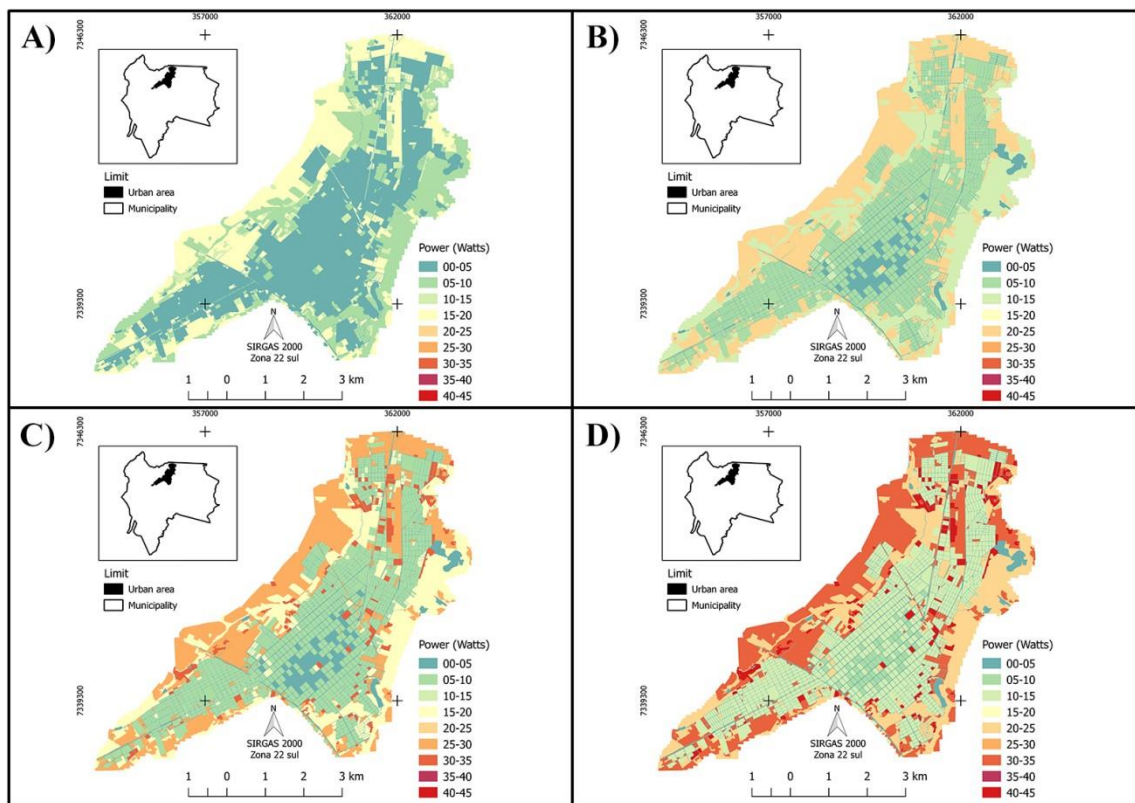 A)
357000
362000
7346300
Limit
Urban area
Municipality
Power (Watts)
00-05
05-10
10-15
15-20
20-25
25-30
30-35
35-40
40-45
7339300
N
SIRGAS 2000
Zona 22 sul
1 0 1 2 3 km
B)
357000
362000
7346300
Limit
Urban area
Municipality
Power (Watts)
00-05
05-10
10-15
15-20
20-25
25-30
30-35
35-40
40-45
7339300
N
SIRGAS 2000
Zona 22 sul
1 0 1 2 3 km
C)
357000
362000
7346300
Limit
Urban area
Municipality
Power (Watts)
00-05
05-10
10-15
15-20
20-25
25-30
30-35
35-40
40-45
7339300
N
SIRGAS 2000
Zona 22 sul
1 0 1 2 3 km
D)
357000
362000
7346300
Limit
Urban area
Municipality
Power (Watts)
00-05
05-10
10-15
15-20
20-25
25-30
30-35
35-40
40-45
7339300
N
SIRGAS 2000
Zona 22 sul
1 0 1 2 3 km